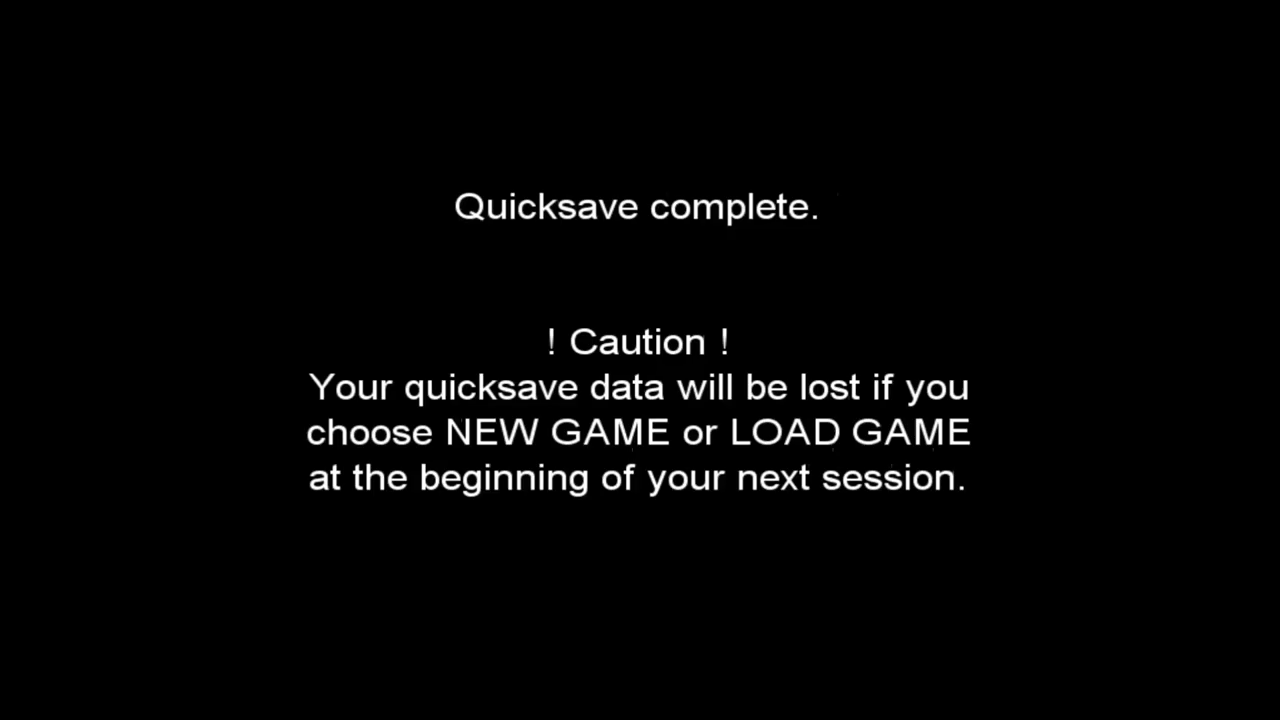 Quicksave complete.
! Caution !
Your quicksave data will be lost if you
choose NEW GAME or LOAD GAME
at the beginning of your next session.